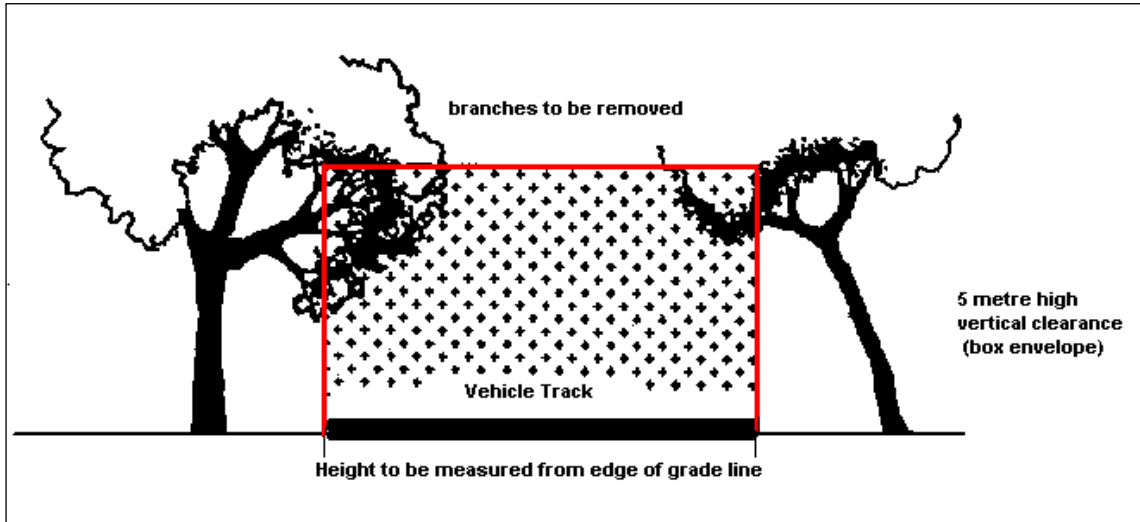 branches to be removed
5 metre high
vertical clearance
(box envelope)
Vehicle Track
Height to be measured from edge of grade line